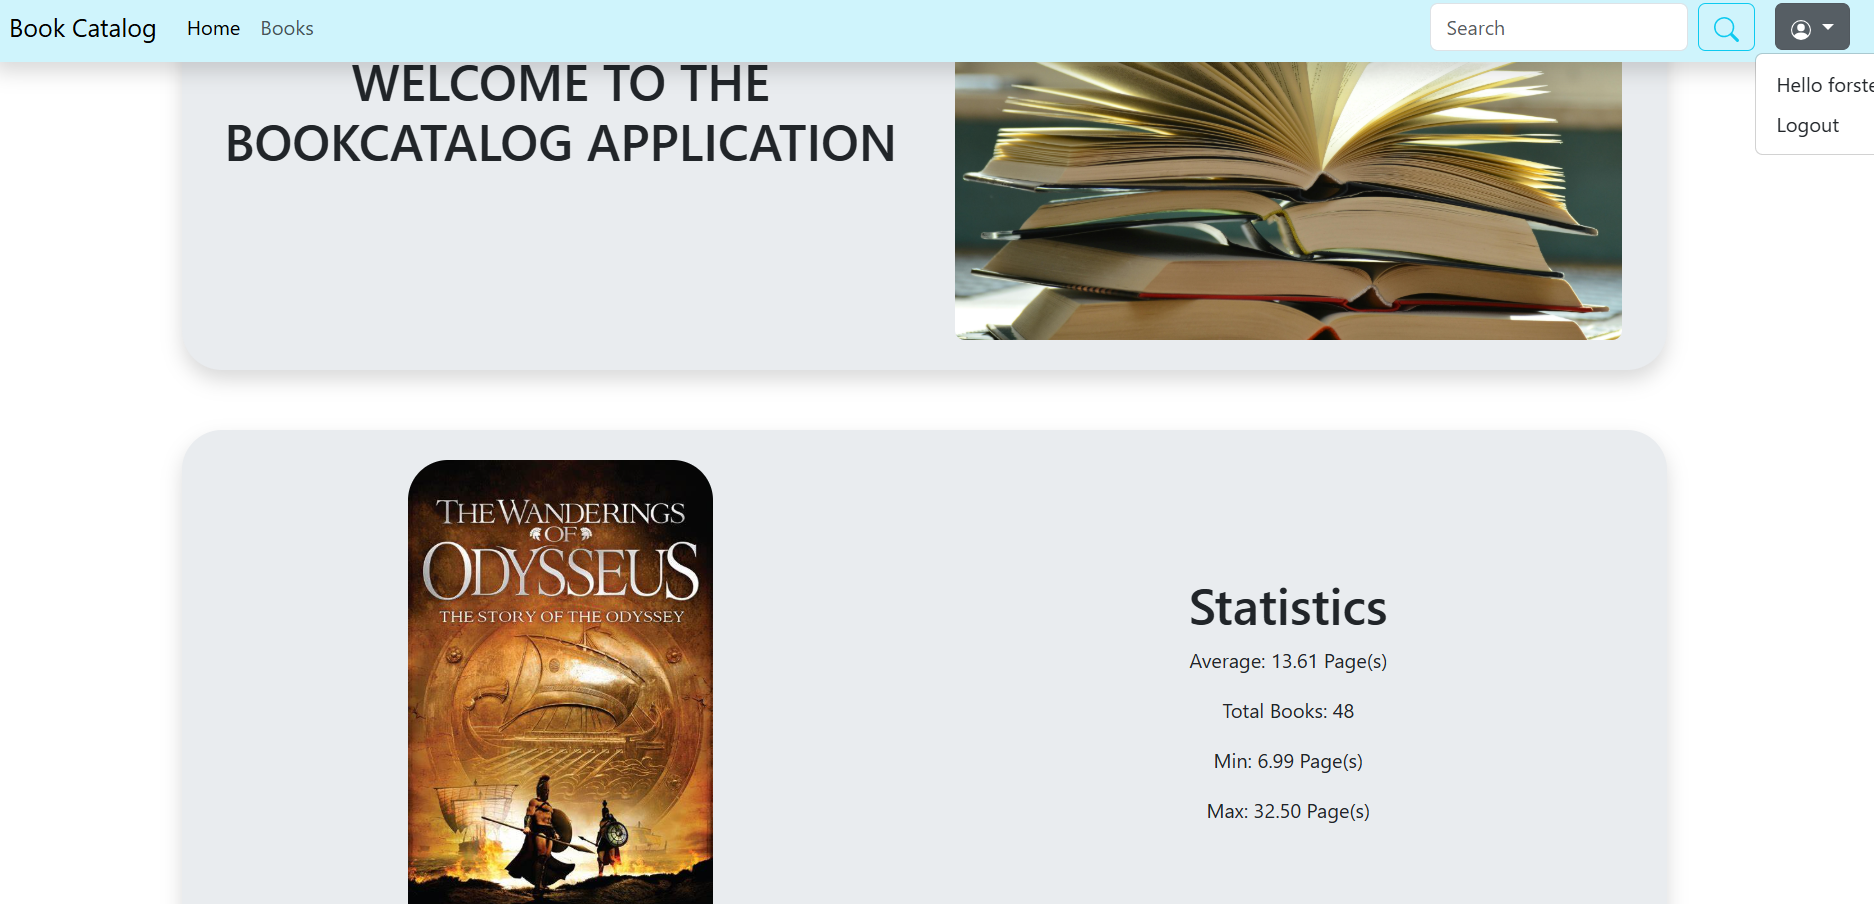 Book Catalog
Home
Books
Search
Hello
Logout
WELCOME TO THE
BOOKCATALOG APPLICATION
THE WANDERINGS
OF
ODYSSEUS
THE STORY OF THE ODYSSEY
Statistics
Average: 13.61 Page(s)
Total Books: 48
Min: 6.99 Page(s)
Max: 32.50 Page(s)